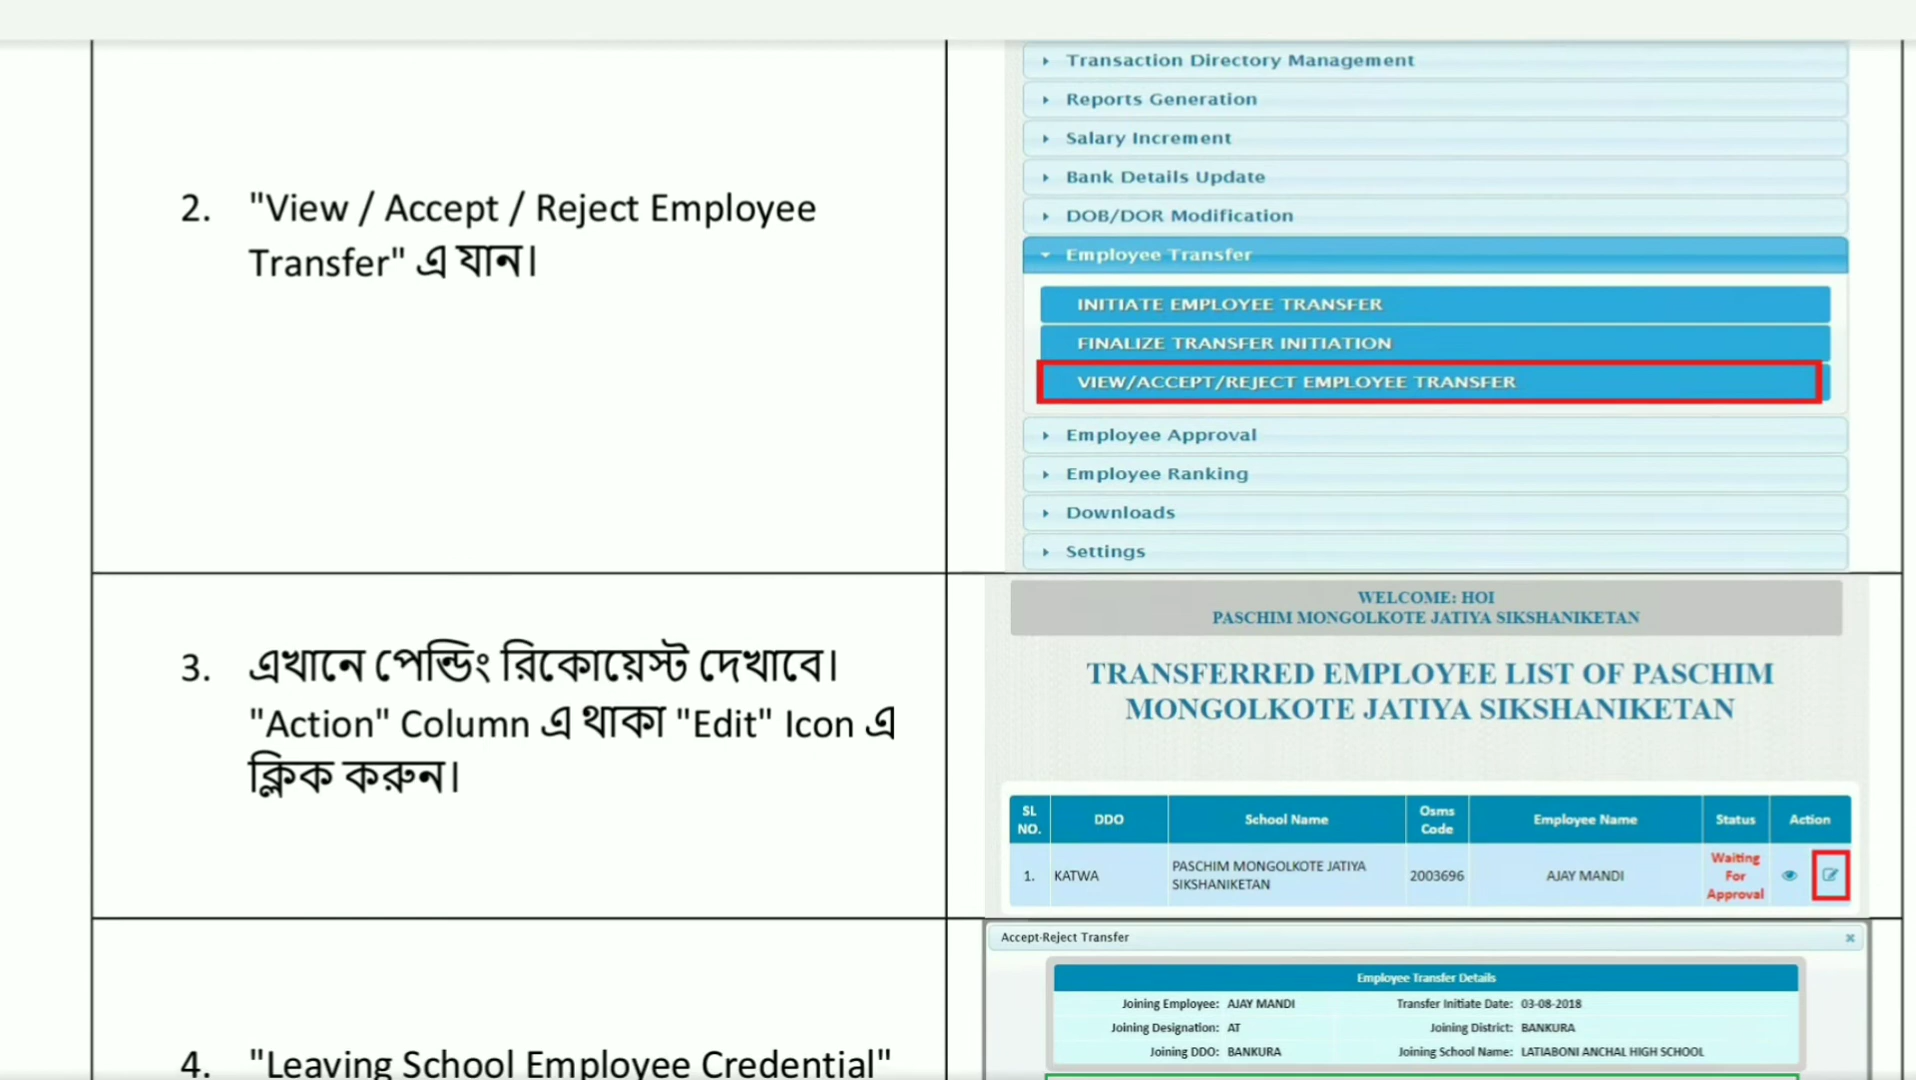 2. "View / Accept / Reject Employee
Transfer" এ যান।
Transaction Directory Management
Reports Generation
Salary Increment
Bank Details Update
DOB/DOR Modification
Employee Transfer
INITIATE EMPLOYEE TRANSFER
FINALIZE TRANSFER INITIATION
VIEW/ACCEPT/REJECT EMPLOYEE TRANSFER
Employee Approval
Employee Ranking
Downloads
Settings
3. এখানে পেন্ডিং রিকোয়েস্ট দেখাবে।
"Action" Column এ থাকা "Edit" Icon এ
ক্লিক করুন।
WELCOME: HOI
PASCHIM MONGOLKOTE JATIYA SIKSHANIKETAN
TRANSFERRED EMPLOYEE LIST OF PASCHIM
MONGOLKOTE JATIYA SIKSHANIKETAN
SL NO. DDO School Name Osms Code Employee Name Status Action
1. KATWA PASCHIM MONGOLKOTE JATIYA SIKSHANIKETAN 2003696 AJAY MANDI Waiting For Approval
4. "Leaving School Employee Credential"
Accept-Reject Transfer
Employee Transfer Details
Joining Employee: AJAY MANDI Transfer Initiate Date: 03-08-2018
Joining Designation: AT Joining District: BANKURA
Joining DDO: BANKURA Joining School Name: LATIABONI ANCHAL HIGH SCHOOL